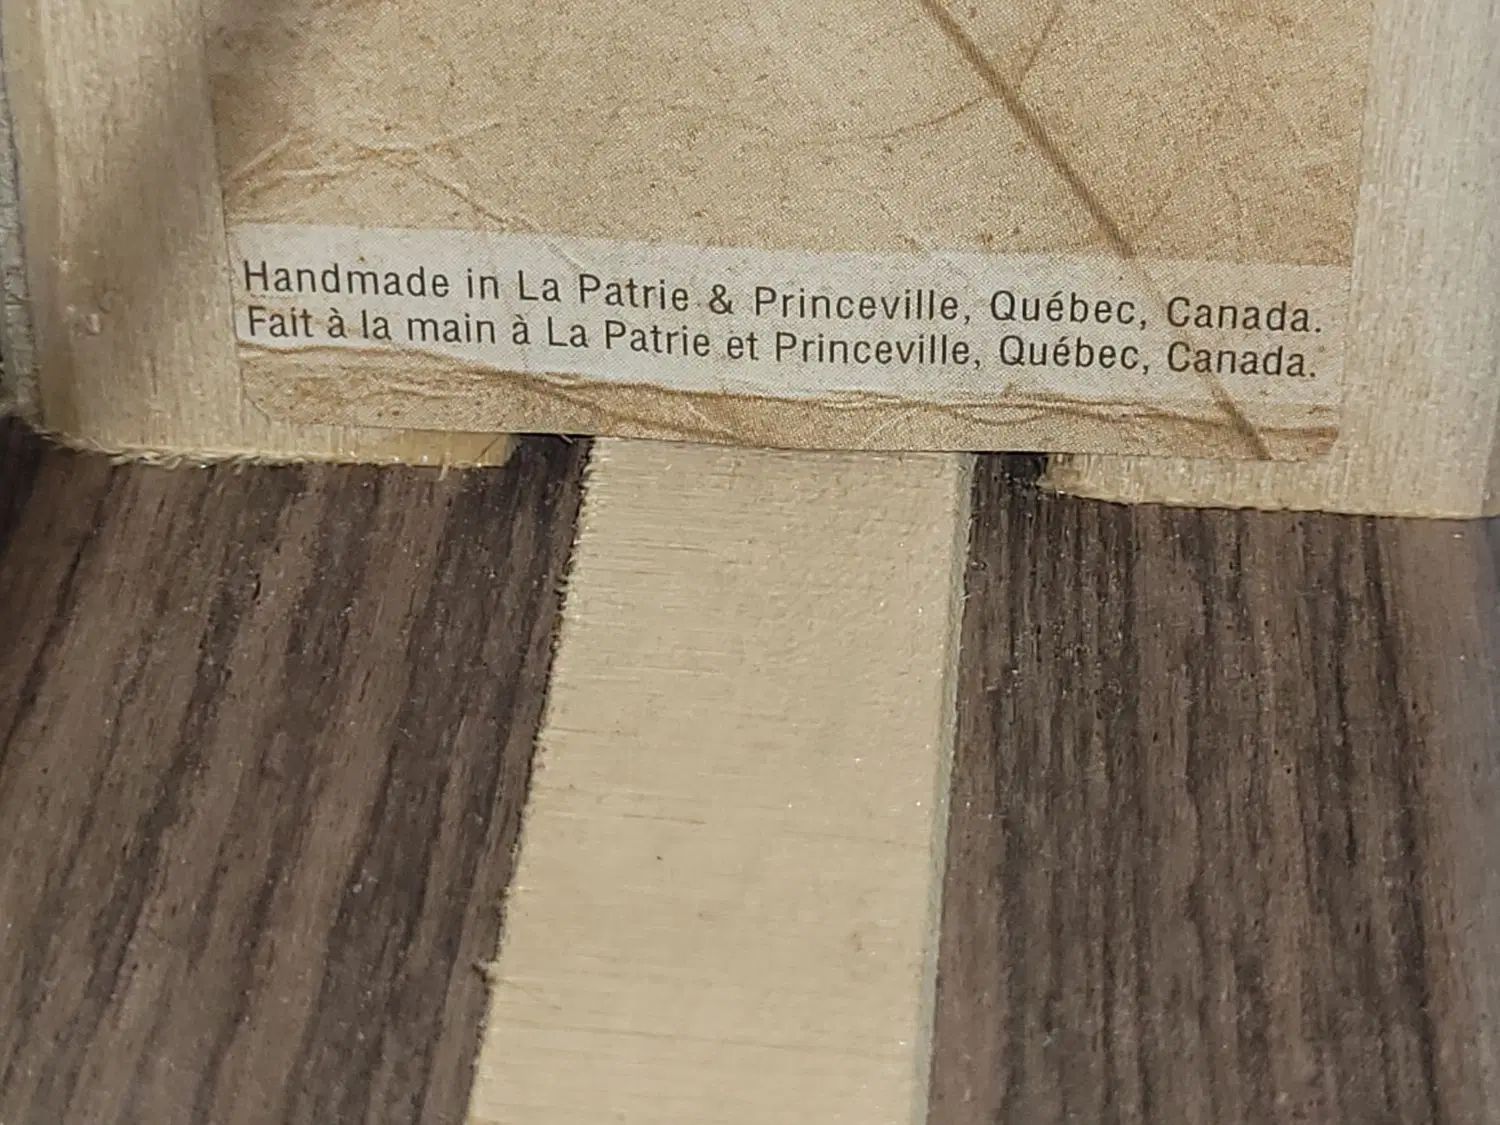 Handmade in La Patrie & Princeville, Québec, Canada.
Fait à la main à La Patrie et Princeville, Québec, Canada.